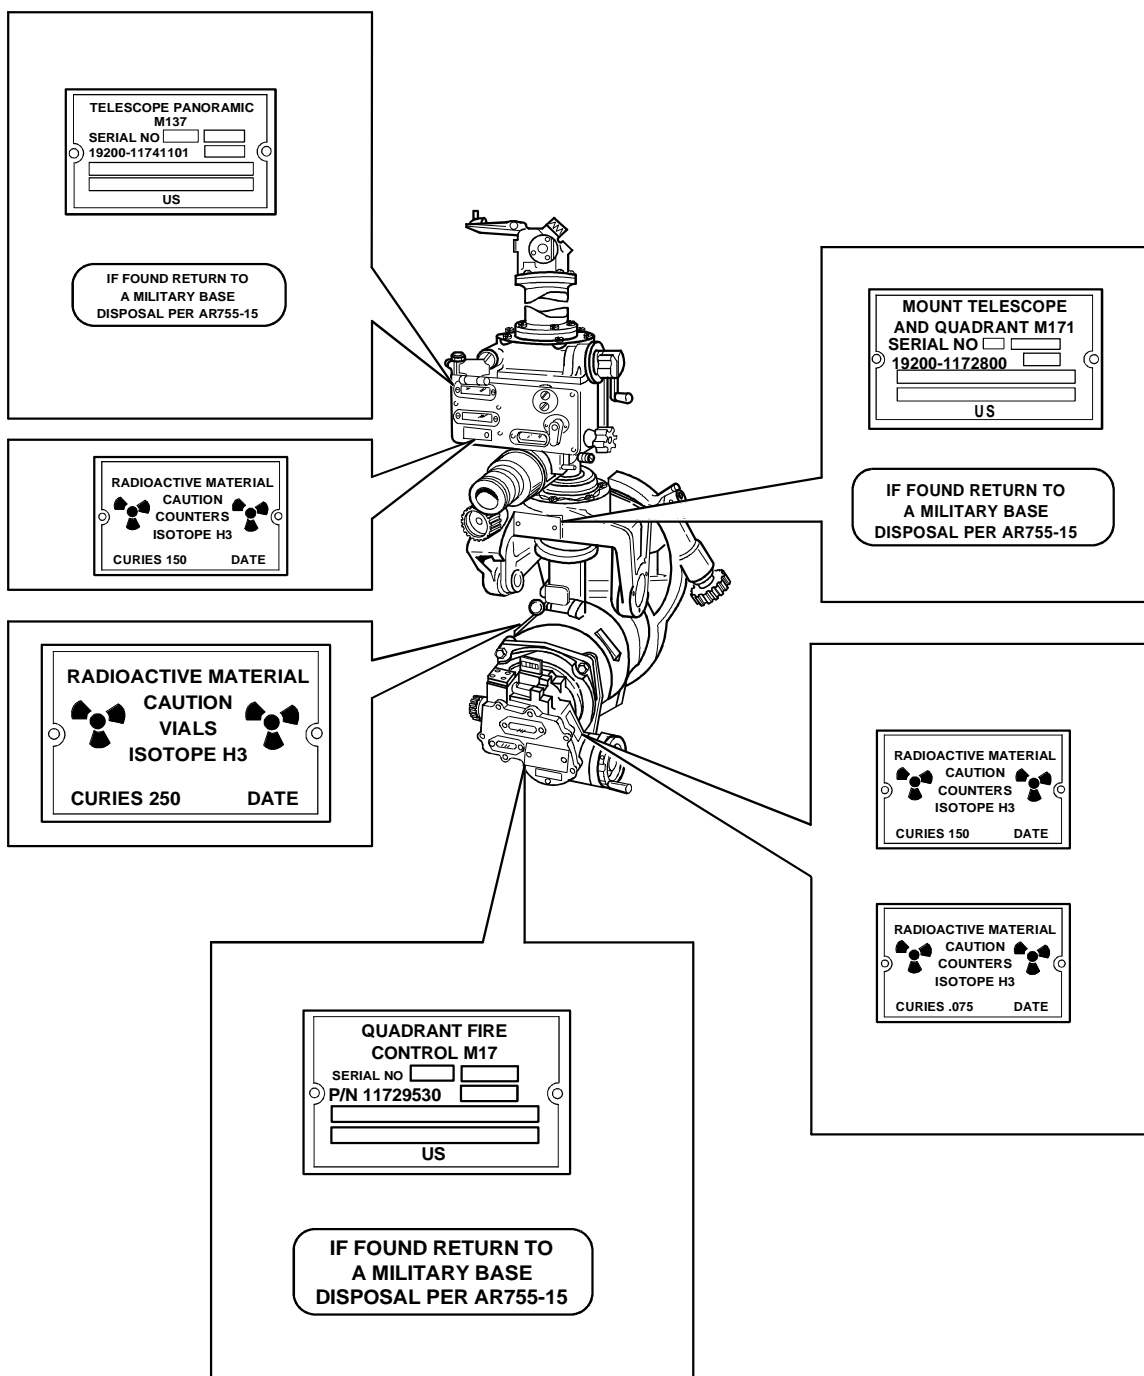 TELESCOPE PANORAMIC
M137
SERIAL NO
19200-11741101
US
IF FOUND RETURN TO
A MILITARY BASE
DISPOSAL PER AR755-15
RADIOACTIVE MATERIAL
CAUTION
COUNTERS
ISOTOPE H3
CURIES 150 DATE
RADIOACTIVE MATERIAL
CAUTION
VIALS
ISOTOPE H3
CURIES 250 DATE
MOUNT TELESCOPE
AND QUADRANT M171
SERIAL NO
19200-1172800
US
IF FOUND RETURN TO
A MILITARY BASE
DISPOSAL PER AR755-15
RADIOACTIVE MATERIAL
CAUTION
COUNTERS
ISOTOPE H3
CURIES 150 DATE
RADIOACTIVE MATERIAL
CAUTION
COUNTERS
ISOTOPE H3
CURIES .075 DATE
QUADRANT FIRE
CONTROL M17
SERIAL NO
P/N 11729530
US
IF FOUND RETURN TO
A MILITARY BASE
DISPOSAL PER AR755-15